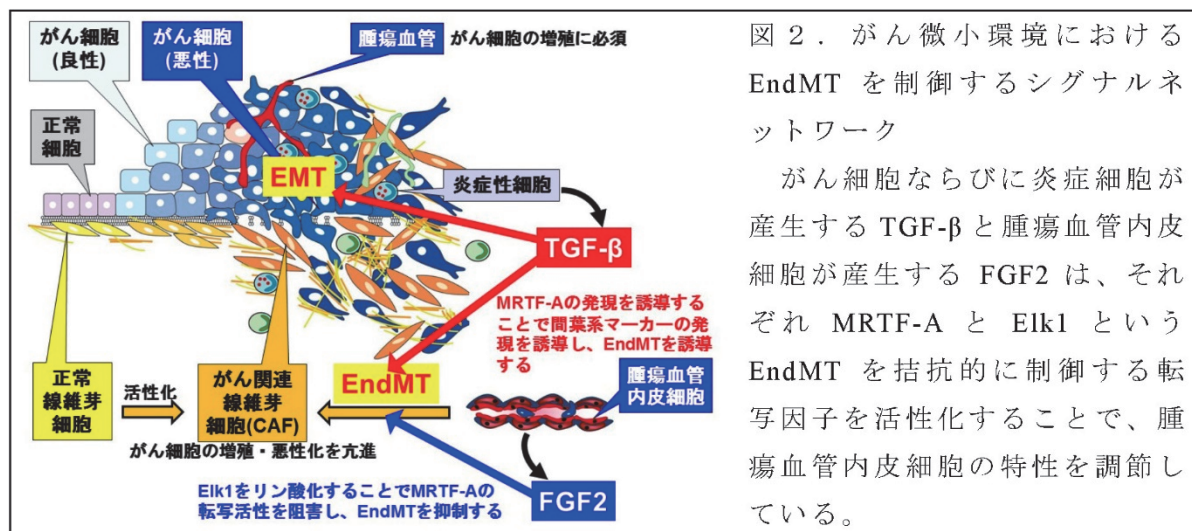 がん細胞
(良性)
がん細胞
(悪性)
腫瘍血管
がん細胞の増殖に必須
正常
細胞
EMT
炎症性細胞
TGF-β
MRTF-Aの発現を誘導する
ことで間葉系マーカーの発
現を誘導し、EndMTを誘導
する
正常
線維芽
細胞
活性化
がん関連
線維芽
細胞(CAF)
EndMT
腫瘍血管
内皮細胞
がん細胞の増殖・悪性化を亢進
Elk1をリン酸化することでMRTF-Aの
転写活性を阻害し、EndMTを抑制する
FGF2
図2．がん微小環境における
EndMT を制御するシグナルネ
ットワーク
がん細胞ならびに炎症細胞が
産生する TGF-βと腫瘍血管内皮
細胞が産生する FGF2 は、それ
ぞれ MRTF-A と Elk1 という
EndMT を拮抗的に制御する転
写因子を活性化することで、腫
瘍血管内皮細胞の特性を調節し
ている。